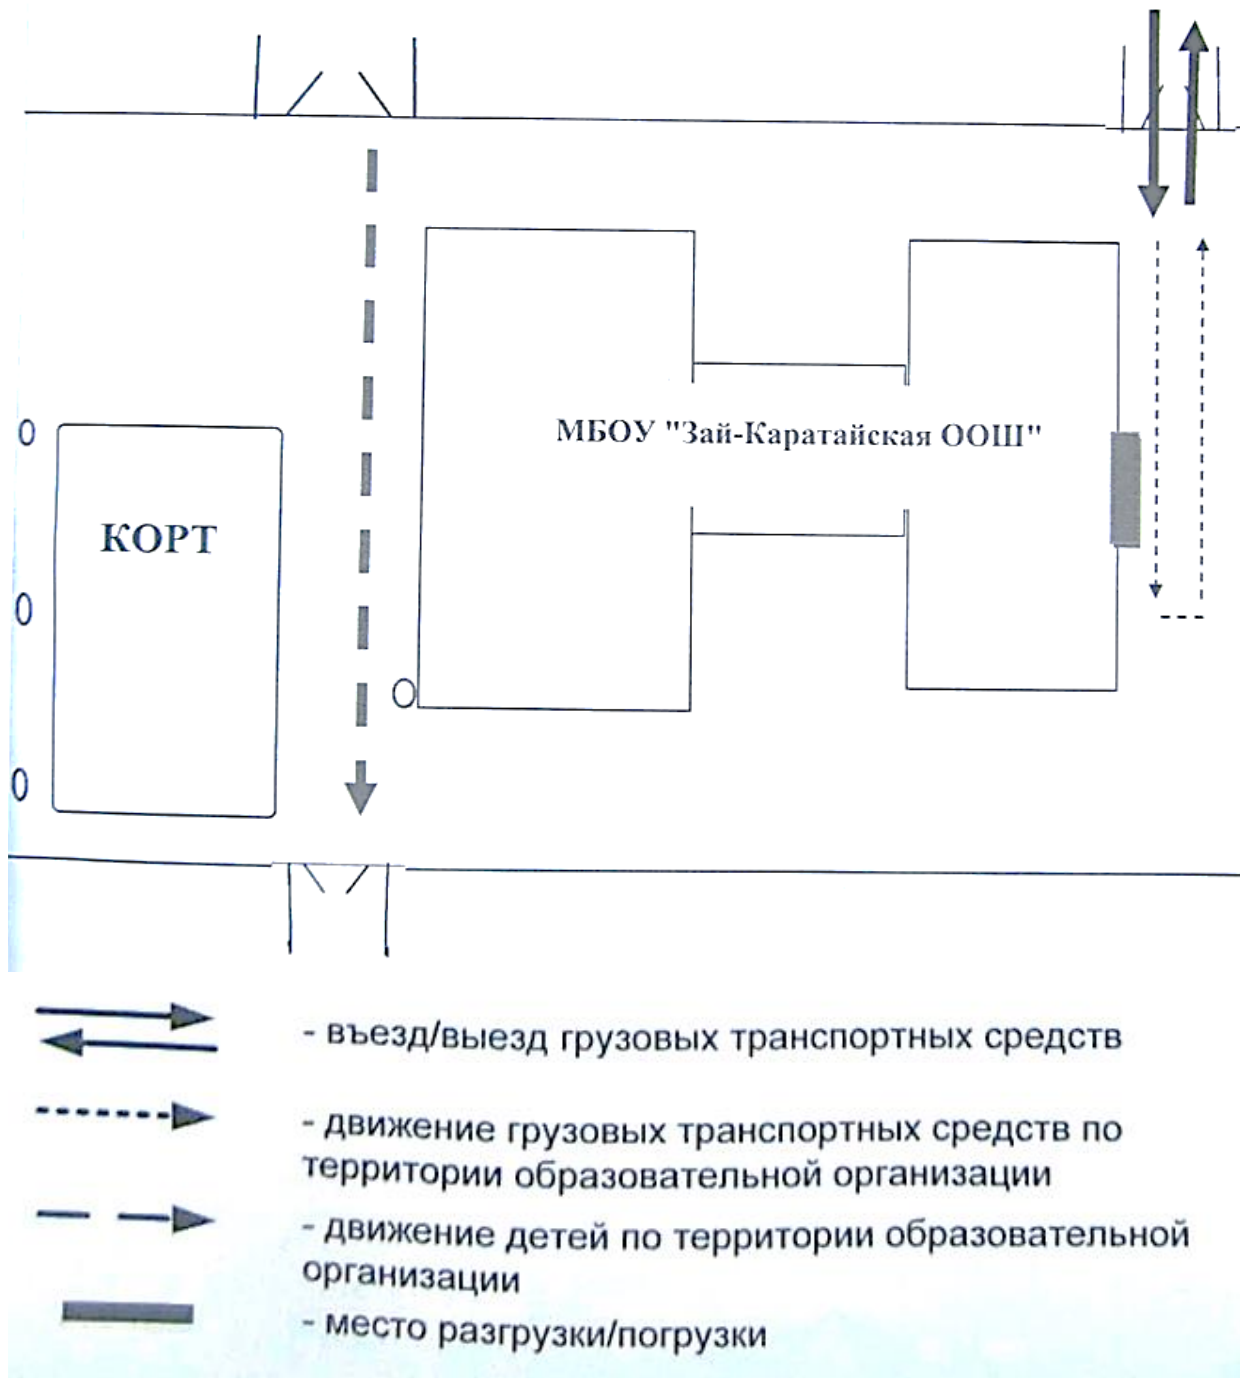 МБОУ "Зай-Каратайская ООШ"
КОРТ
- въезд/выезд грузовых транспортных средств
- движение грузовых транспортных средств по
территории образовательной организации
- движение детей по территории образовательной
организации
- место разгрузки/погрузки